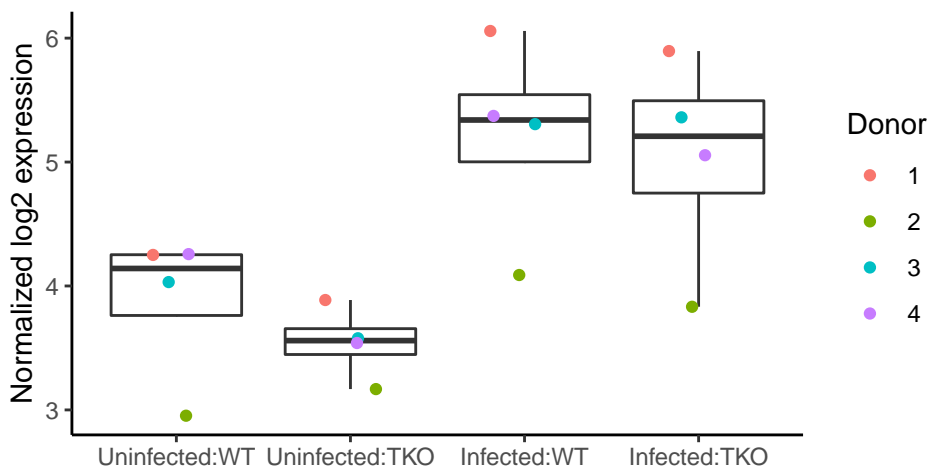 Normalized log2 expression
6
5
4
3
Uninfected:WT
Uninfected:TKO
Infected:WT
Infected:TKO
Donor
1
2
3
4